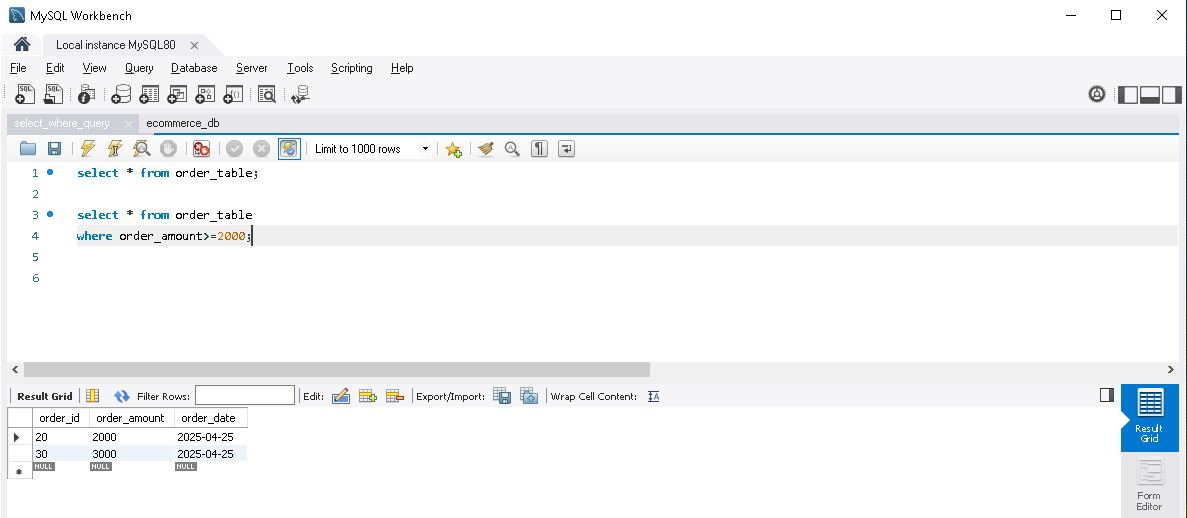 MySQL Workbench
Local instance MySQL80
File Edit View Query Database Server Tools Scripting Help
select_where_query ecommerce_db
Limit to 1000 rows
1 select * from order_table;
2
3 select * from order_table
4 where order_amount>=2000;
5
6
Result Grid Filter Rows: Edit: Export/Import: Wrap Cell Content:
order_id order_amount order_date
20 2000 2025-04-25
30 3000 2025-04-25
NULL NULL NULL
Result
Grid
Form
Editor